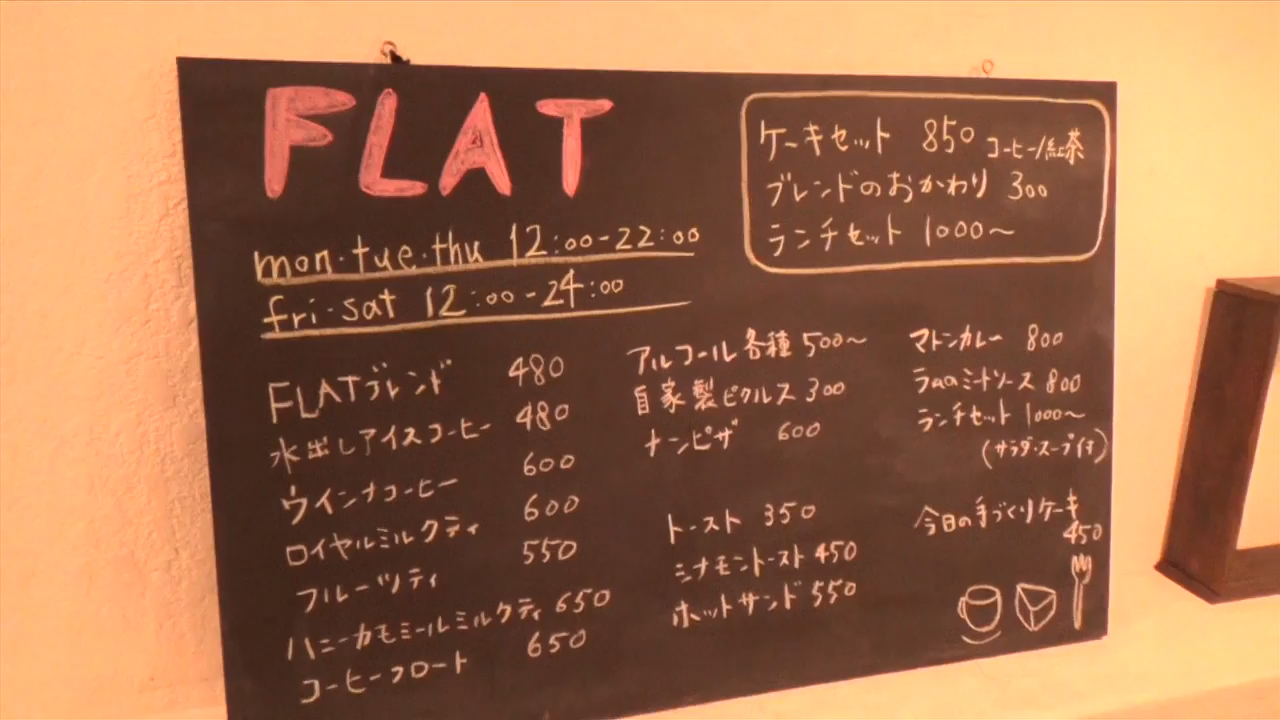 FLAT
mon・tue・thu 12:00-22:00
fri・sat 12:00-24:00
ケーキセット 850 コーヒー/紅茶
ブレンドのおかわり 300
ランチセット 1000〜
FLATブレンド 480
水出しアイスコーヒー 480
ウインナコーヒー 600
ロイヤルミルクティ 600
フルーツティ 550
ハニーカモミールミルクティ 650
コーヒーフロート 650
アルコール各種 500〜
自家製ピクルス 300
ナンピザ 600
トースト 350
シナモントースト 450
ホットサンド 550
マトンカレー 800
ミートソース 800
ランチセット 1000〜
(サラダ・スープ付)
今日の手づくりケーキ
450